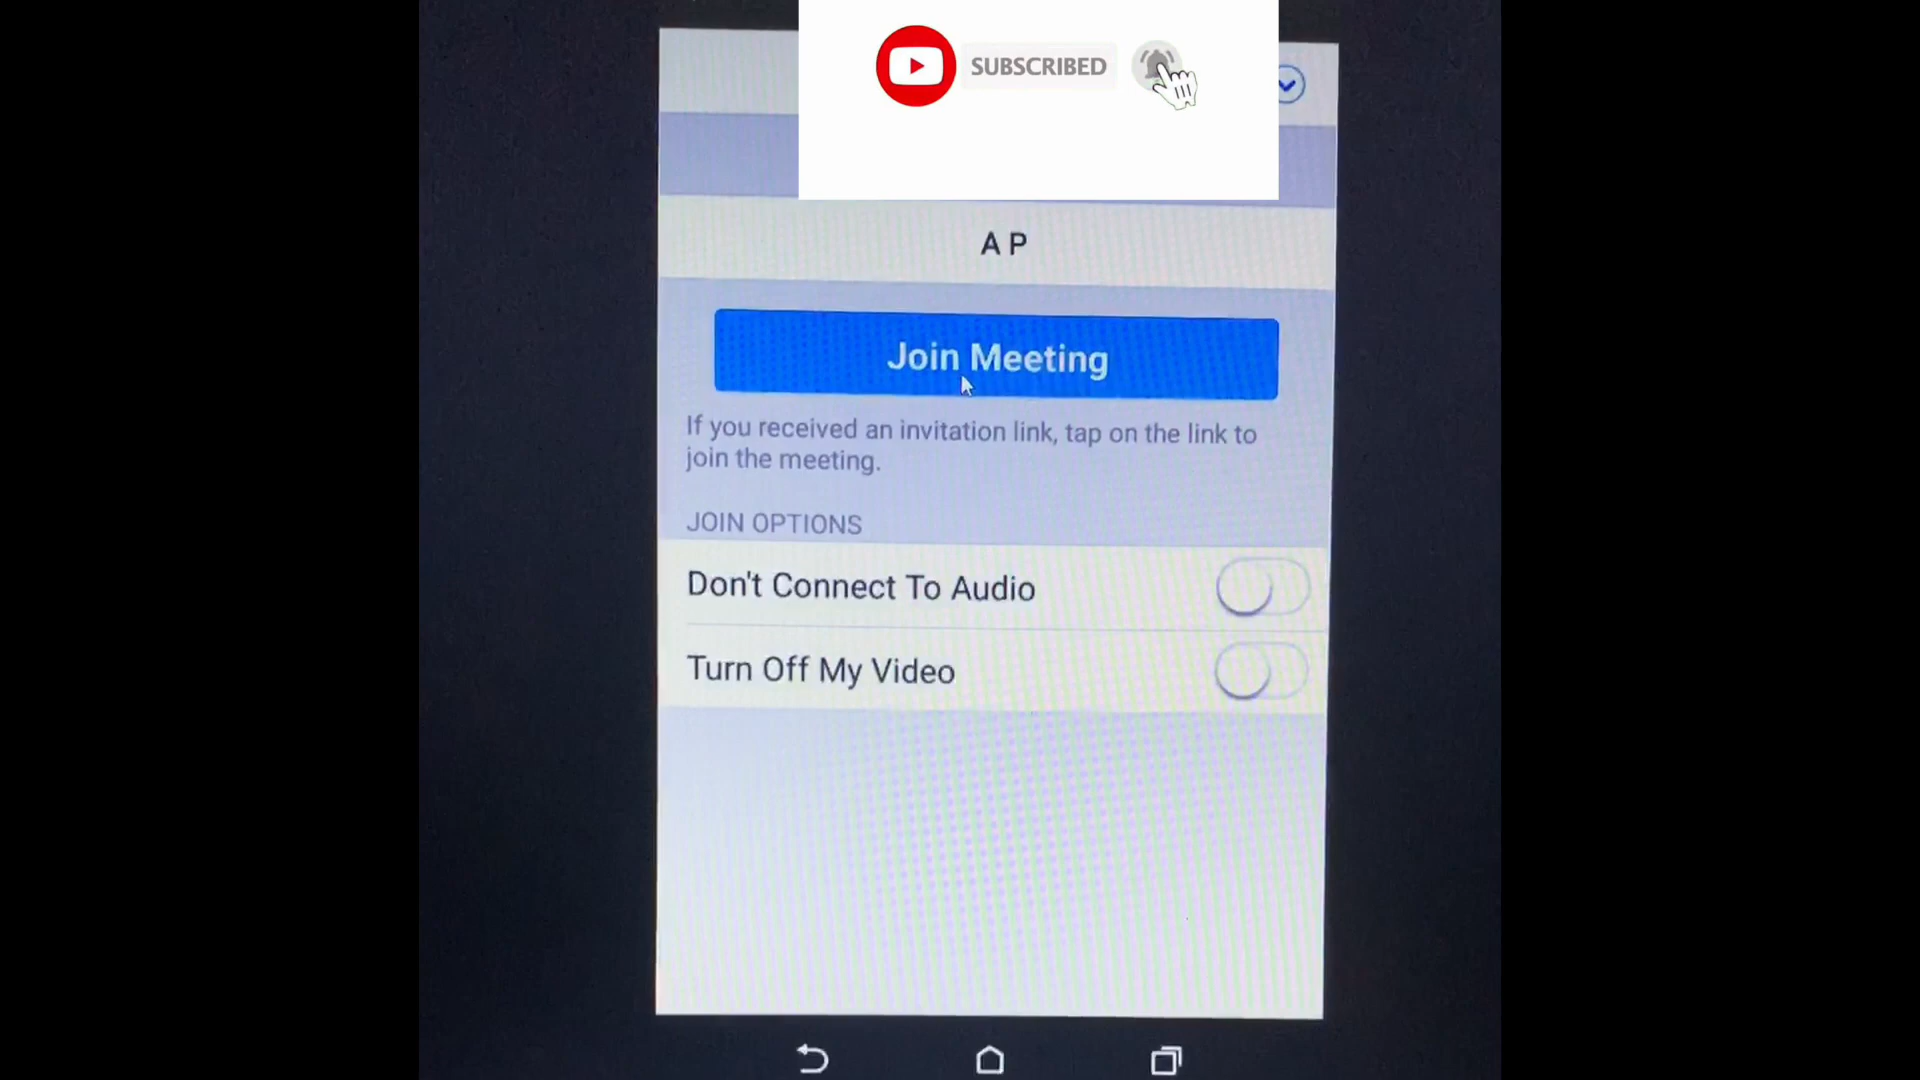 SUBSCRIBED
A P
Join Meeting
If you received an invitation link, tap on the link to
join the meeting.
JOIN OPTIONS
Don't Connect To Audio
Turn Off My Video